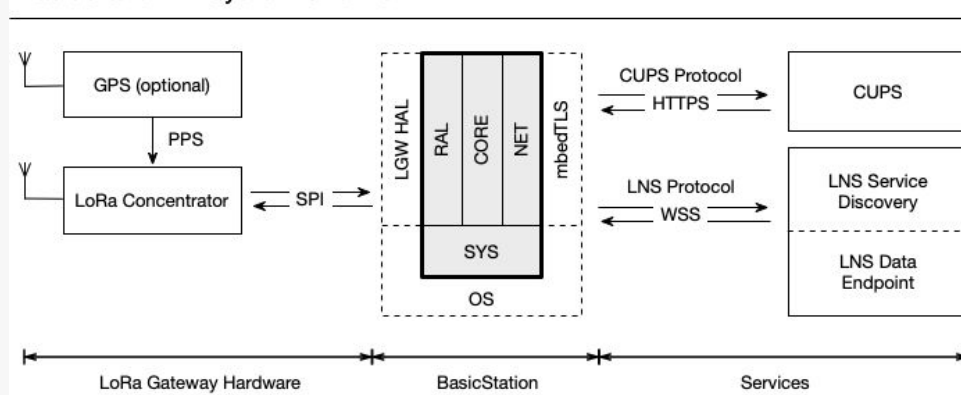 GPS (optional)
PPS
LoRa Concentrator
SPI
LGW HAL
RAL
CORE
NET
mbedTLS
SYS
OS
CUPS Protocol
HTTPS
CUPS
LNS Protocol
WSS
LNS Service
Discovery
LNS Data
Endpoint
LoRa Gateway Hardware
BasicStation
Services